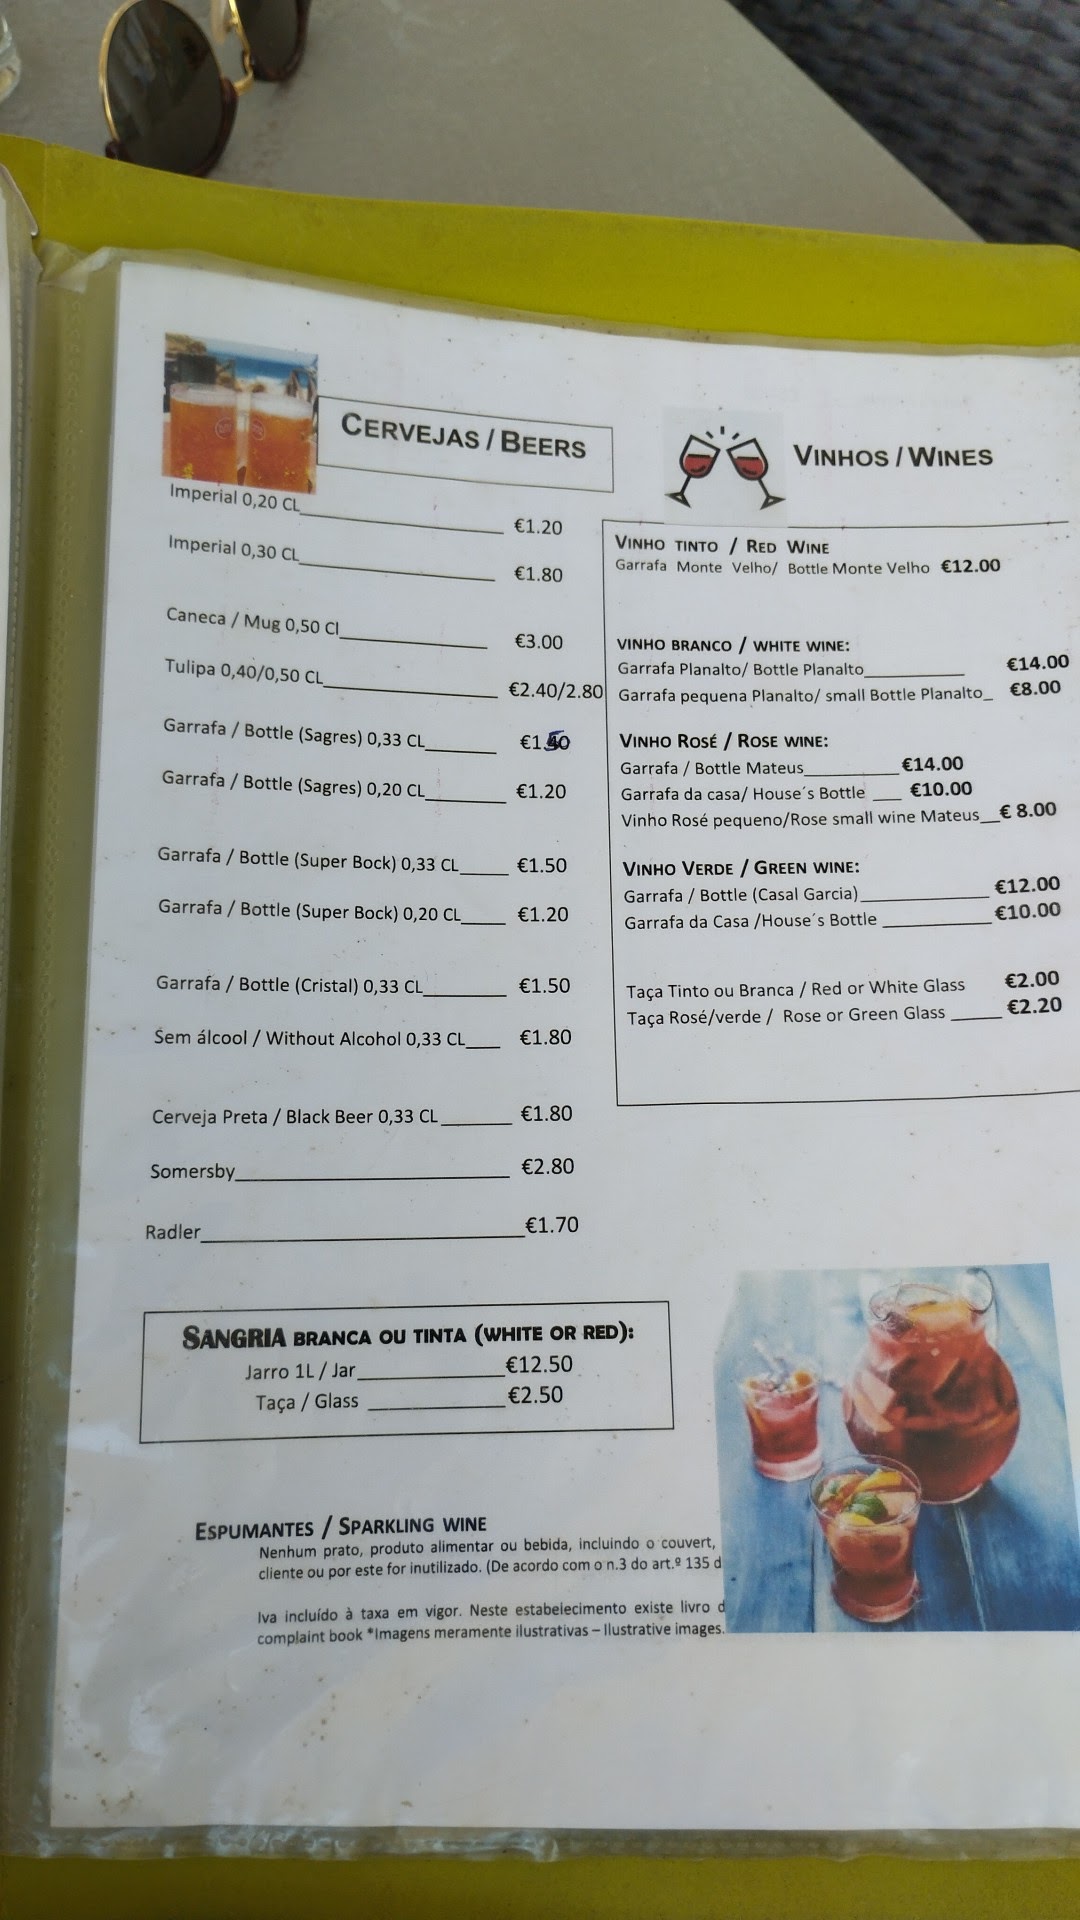 CERVEJAS / BEERS
Imperial 0,20 CL €1.20
Imperial 0,30 CL €1.80
Caneca / Mug 0,50 Cl €3.00
Tulipa 0,40/0,50 CL €2.40/2.80
Garrafa / Bottle (Sagres) 0,33 CL €1.50
Garrafa / Bottle (Sagres) 0,20 CL €1.20
Garrafa / Bottle (Super Bock) 0,33 CL €1.50
Garrafa / Bottle (Super Bock) 0,20 CL €1.20
Garrafa / Bottle (Cristal) 0,33 CL €1.50
Sem álcool / Without Alcohol 0,33 CL €1.80
Cerveja Preta / Black Beer 0,33 CL €1.80
Somersby €2.80
Radler €1.70
VINHOS / WINES
VINHO TINTO / RED WINE
Garrafa Monte Velho/ Bottle Monte Velho €12.00
VINHO BRANCO / WHITE WINE:
Garrafa Planalto/ Bottle Planalto €14.00
Garrafa pequena Planalto/ small Bottle Planalto €8.00
VINHO ROSÉ / ROSE WINE:
Garrafa / Bottle Mateus €14.00
Garrafa da casa/ House´s Bottle €10.00
Vinho Rosé pequeno/Rose small wine Mateus € 8.00
VINHO VERDE / GREEN WINE:
Garrafa / Bottle (Casal Garcia) €12.00
Garrafa da Casa /House´s Bottle €10.00
Taça Tinto ou Branca / Red or White Glass €2.00
Taça Rosé/verde / Rose or Green Glass €2.20
SANGRIA BRANCA OU TINTA (WHITE OR RED):
Jarro 1L / Jar €12.50
Taça / Glass €2.50
ESPUMANTES / SPARKLING WINE
Nenhum prato, produto alimentar ou bebida, incluindo o couvert,
cliente ou por este for inutilizado. (De acordo com o n.3 do art.º 135 d
Iva incluído à taxa em vigor. Neste estabelecimento existe livro d
complaint book *Imagens meramente ilustrativas – Ilustrative images.